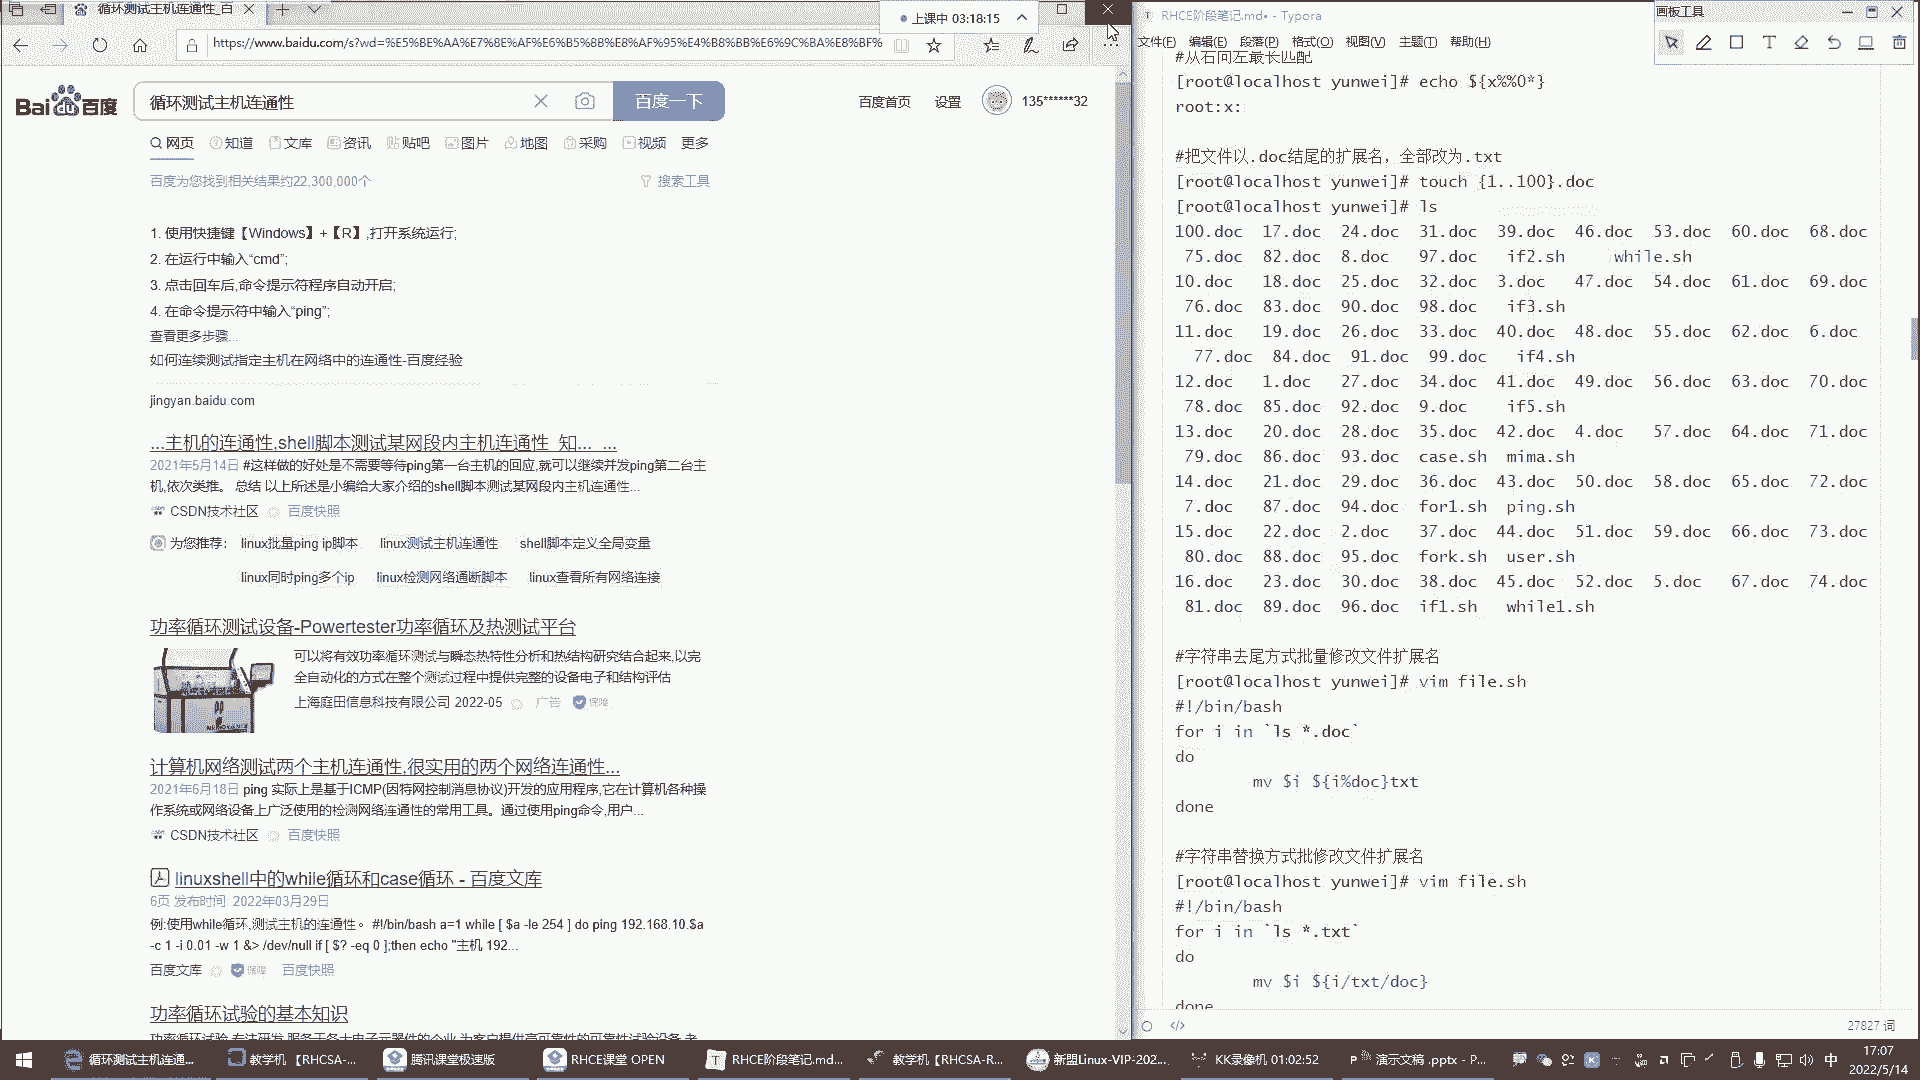 循环测试主机连通性_百
上课中 03:18:15
https://www.baidu.com/s?wd=%E5%BE%AA%E7%8E%AF%E6%B5%8B%E8%AF%95%E4%B8%BB%E6%9C%BA%E8%BF%
Bai百度
循环测试主机连通性
百度一下
百度首页 设置 135******32
网页 知道 文库 资讯 贴吧 图片 地图 采购 视频 更多
百度为您找到相关结果约22,300,000个
搜索工具
1. 使用快捷键【Windows】+【R】,打开系统运行;
2. 在运行中输入“cmd”;
3. 点击回车后,命令提示符程序自动开启;
4. 在命令提示符中输入“ping”;
查看更多步骤...
如何连续测试指定主机在网络中的连通性-百度经验
jingyan.baidu.com
...主机的连通性,shell脚本测试某网段内主机连通性_知..._...
2021年5月14日 #这样做的好处是不需要等待ping第一台主机的回应,就可以继续并发ping第二台主
机,依次类推。 总结 以上所述是小编给大家介绍的shell脚本测试某网段内主机连通性...
CSDN技术社区 百度快照
为您推荐: linux批量ping ip脚本 linux测试主机连通性 shell脚本定义全局变量
linux同时ping多个ip linux检测网络通断脚本 linux查看所有网络连接
功率循环测试设备-Powertester功率循环及热测试平台
可以将有效功率循环测试与瞬态热特性分析和热结构研究结合起来,以完
全自动化的方式在整个测试过程中提供完整的设备电子和结构评估
上海庭田信息科技有限公司 2022-05 广告 保障
计算机网络测试两个主机连通性,很实用的两个网络连通性...
2021年6月18日 ping 实际上是基于ICMP(因特网控制消息协议)开发的应用程序,它在计算机各种操
作系统或网络设备上广泛使用的检测网络连通性的常用工具。通过使用ping命令,用户...
CSDN技术社区 百度快照
linuxshell中的while循环和case循环 - 百度文库
6页 发布时间: 2022年03月29日
例:使用while循环,测试主机的连通性。 #!/bin/bash a=1 while [ $a -le 254 ] do ping 192.168.10.$a
-c 1 -i 0.01 -w 1 &> /dev/null if [ $? -eq 0 ];then echo "主机 192...
百度文库 保障 百度快照
功率循环试验的基本知识
RHCE阶段笔记.md• - Typora
文件(F) 编辑(E) 段落(P) 格式(O) 视图(V) 主题(T) 帮助(H)
画板工具
#从右向左最长匹配
[root@localhost yunwei]# echo ${x%%0*}
root:x:
#把文件以.doc结尾的扩展名，全部改为.txt
[root@localhost yunwei]# touch {1..100}.doc
[root@localhost yunwei]# ls
100.doc 17.doc 24.doc 31.doc 39.doc 46.doc 53.doc 60.doc 68.doc
75.doc 82.doc 8.doc 97.doc if2.sh while.sh
10.doc 18.doc 25.doc 32.doc 3.doc 47.doc 54.doc 61.doc 69.doc
76.doc 83.doc 90.doc 98.doc if3.sh
11.doc 19.doc 26.doc 33.doc 40.doc 48.doc 55.doc 62.doc 6.doc
77.doc 84.doc 91.doc 99.doc if4.sh
12.doc 1.doc 27.doc 34.doc 41.doc 49.doc 56.doc 63.doc 70.doc
78.doc 85.doc 92.doc 9.doc if5.sh
13.doc 20.doc 28.doc 35.doc 42.doc 4.doc 57.doc 64.doc 71.doc
79.doc 86.doc 93.doc case.sh mima.sh
14.doc 21.doc 29.doc 36.doc 43.doc 50.doc 58.doc 65.doc 72.doc
7.doc 87.doc 94.doc for1.sh ping.sh
15.doc 22.doc 2.doc 37.doc 44.doc 51.doc 59.doc 66.doc 73.doc
80.doc 88.doc 95.doc fork.sh user.sh
16.doc 23.doc 30.doc 38.doc 45.doc 52.doc 5.doc 67.doc 74.doc
81.doc 89.doc 96.doc if1.sh while1.sh
#字符串去尾方式批量修改文件扩展名
[root@localhost yunwei]# vim file.sh
#!/bin/bash
for i in `ls *.doc`
do
mv $i ${i%doc}txt
done
#字符串替换方式批修改文件扩展名
[root@localhost yunwei]# vim file.sh
#!/bin/bash
for i in `ls *.txt`
do
mv $i ${i/txt/doc}
done
27827 词
循环测试主机连通... 教学机 【RHCSA-... 腾讯课堂极速版 RHCE课堂 OPEN RHCE阶段笔记.md... 教学机【RHCSA-R... 新盟Linux-VIP-202... KK录像机 01:02:52 演示文稿 .pptx - P...
中
17:07
2022/5/14